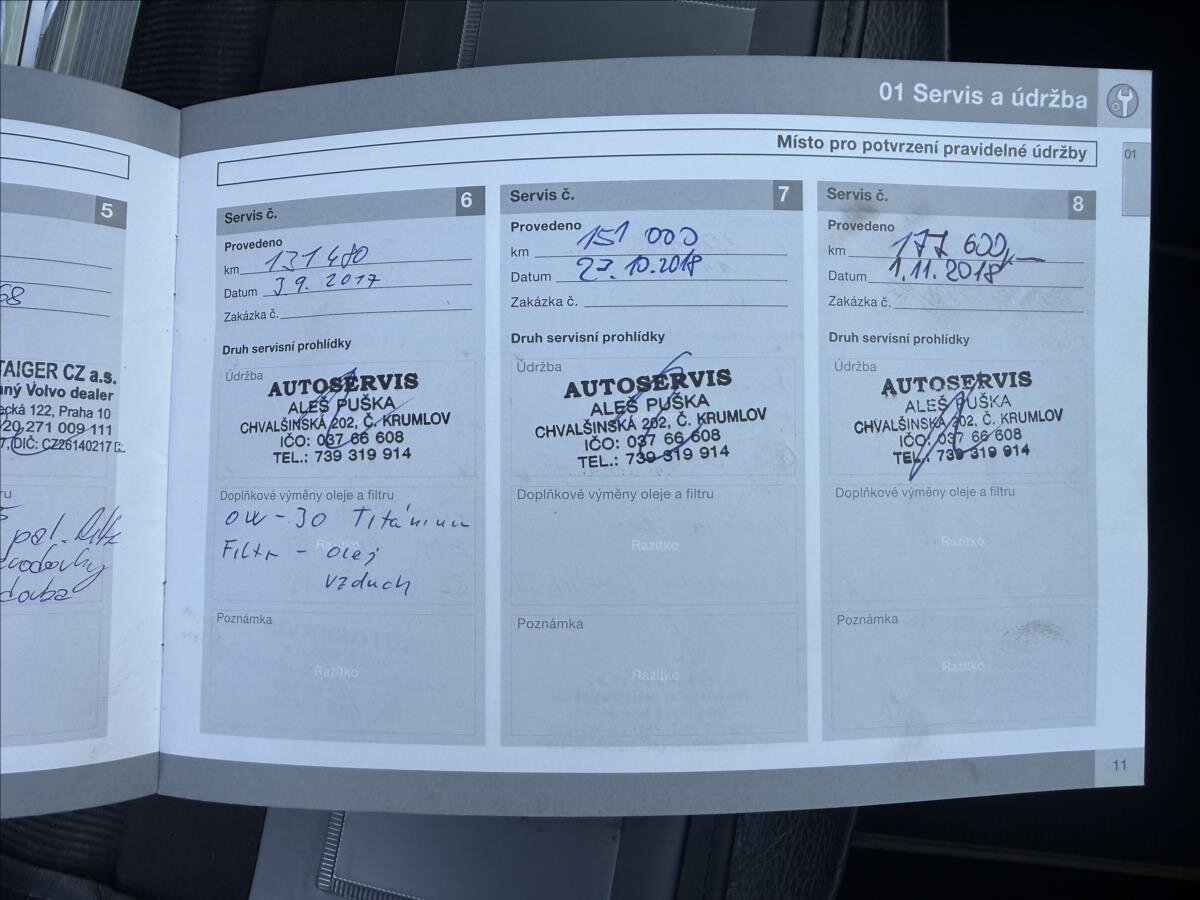 01 Servis a údržba
Místo pro potvrzení pravidelné údržby
01
5
68
TAIGER CZ a.s.
Volvo dealer
122, Praha 10
271 009 111
DIČ: CZ26140217
pal.
Servis č. 6
Provedeno
km 131 480
Datum 3.9. 2017
Zakázka č.
Druh servisní prohlídky
Údržba
AUTOSERVIS
ALEŠ PUŠKA
CHVALŠINSKÁ 202, Č. KRUMLOV
IČO: 037 66 608
TEL.: 739 319 914
Doplňkové výměny oleje a filtru
0W-30 Titánium
Razítko
Filtr - olej
vzduch
Poznámka
Razítko
Servis č. 7
Provedeno
km 151 000
Datum 27.10.2018
Zakázka č.
Druh servisní prohlídky
Údržba
AUTOSERVIS
ALEŠ PUŠKA
CHVALŠINSKÁ 202, Č. KRUMLOV
IČO: 037 66 608
TEL.: 739 319 914
Doplňkové výměny oleje a filtru
Razítko
Poznámka
Razítko
Servis č. 8
Provedeno
km 177 600,-
Datum 1.11.2018
Zakázka č.
Druh servisní prohlídky
Údržba
AUTOSERVIS
ALEŠ PUŠKA
CHVALŠINSKÁ 202, Č. KRUMLOV
IČO: 037 66 608
TEL.: 739 319 914
Doplňkové výměny oleje a filtru
Razítko
Poznámka
Razítko
11